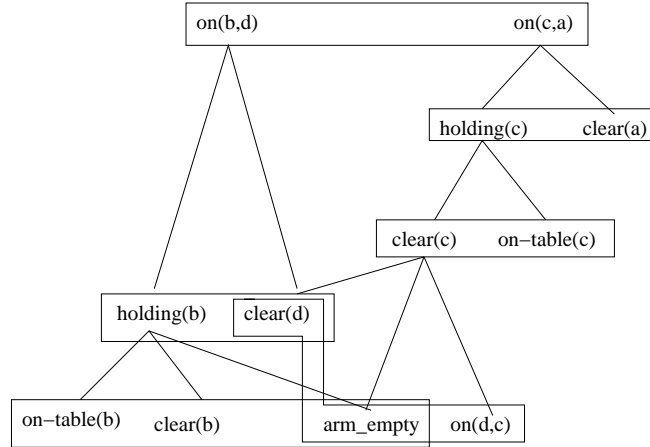 on(b,d) on(c,a)
holding(c) clear(a)
clear(c) on−table(c)
holding(b) clear(d)
on−table(b) clear(b) arm_empty on(d,c)